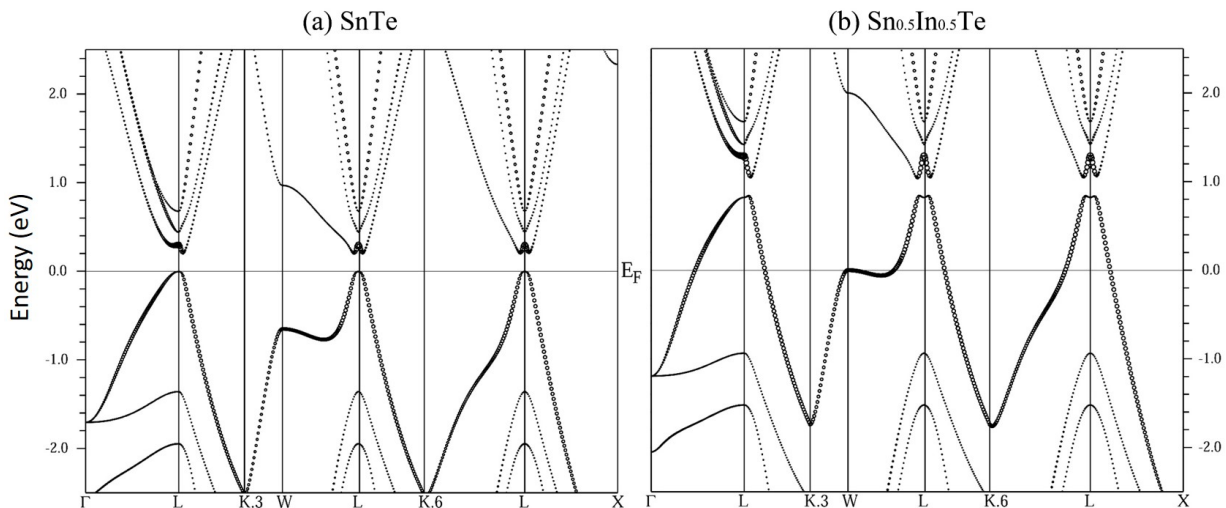 (a) SnTe
(b) Sn0.5In0.5Te
Energy (eV)
2.0
1.0
0.0
-1.0
-2.0
Γ L K.3 W L K.6 L X
E_F
2.0
1.0
0.0
-1.0
-2.0
Γ L K.3 W L K.6 L X